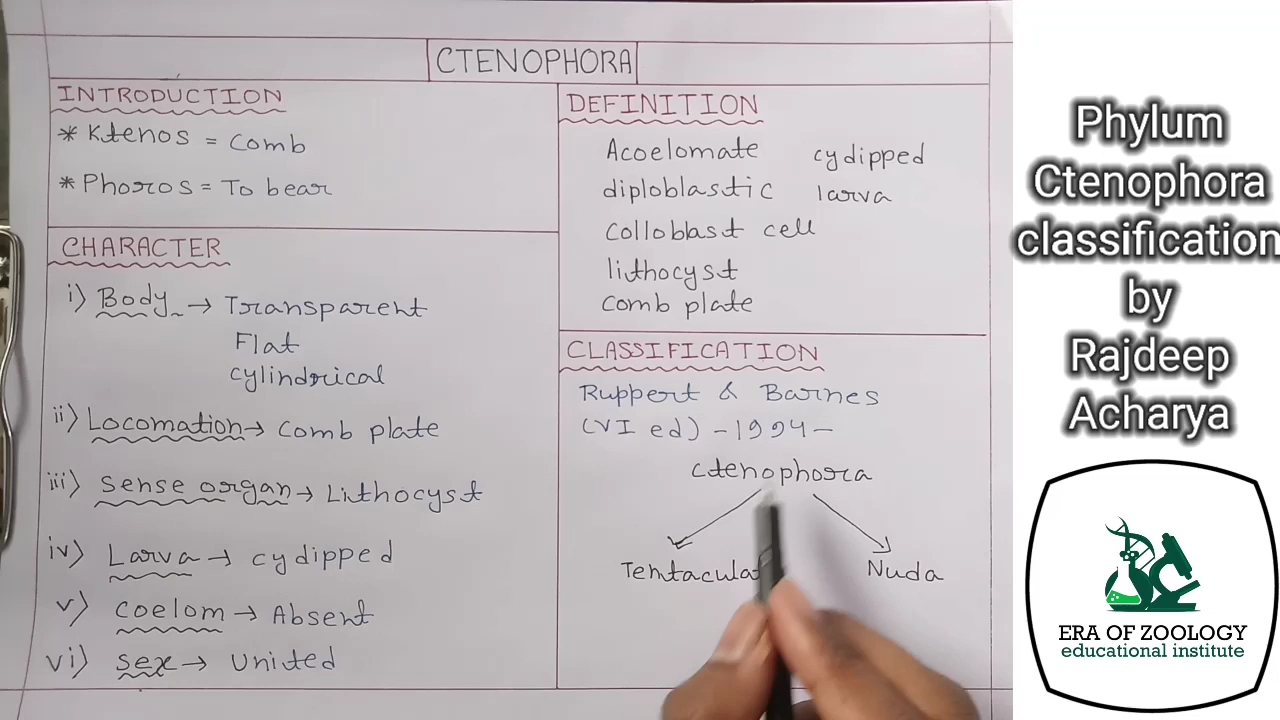 CTENOPHORA
INTRODUCTION
* Ktenos = Comb
* Phoros = To bear
CHARACTER
i) Body → Transparent
Flat
Cylindrical
ii) Locomation → Comb plate
iii) Sense organ → Lithocyst
iv) Larva → cydipped
v) coelom → Absent
vi) sex → United
DEFINITION
Acoelomate cydipped
diploblastic larva
colloblast cell
lithocyst
comb plate
CLASSIFICATION
Ruppert & Barnes
(VI ed) -1994-
Ctenophora
Nuda
Phylum
Ctenophora
classification
by
Rajdeep
Acharya
ERA OF ZOOLOGY
educational institute